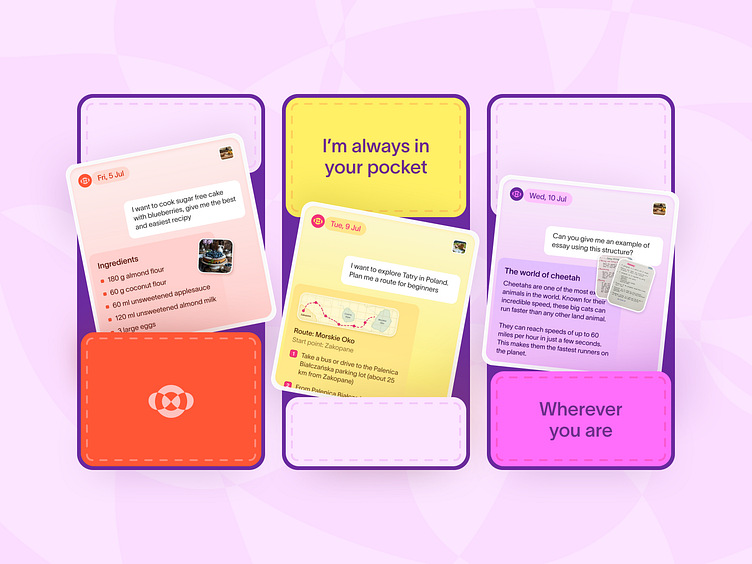 Fri, 5 Jul
I want to cook sugar free cake
with blueberries, give me the best
and easiest recipy
Ingredients
180 g almond flour
60 g coconut flour
60 ml unsweetened applesauce
120 ml unsweetened almond milk
3 large eggs
I'm always in
your pocket
Tue, 9 Jul
I want to explore Tatry in Poland.
Plan me a route for beginners
Route: Morskie Oko
Start point: Zakopane
1 Take a bus or drive to the Palenica
Białczańska parking lot (about 25
km from Zakopane)
From Palenica
Wed, 10 Jul
Can you give me an example of
essay using this structure?
The world of cheetah
Cheetahs are one of the most
animals in the world. Known for their
incredible speed, these big cats can
run faster than any other land animal.
They can reach speeds of up to 60
miles per hour in just a few seconds.
This makes them the fastest runners on
the planet.
Wherever
you are